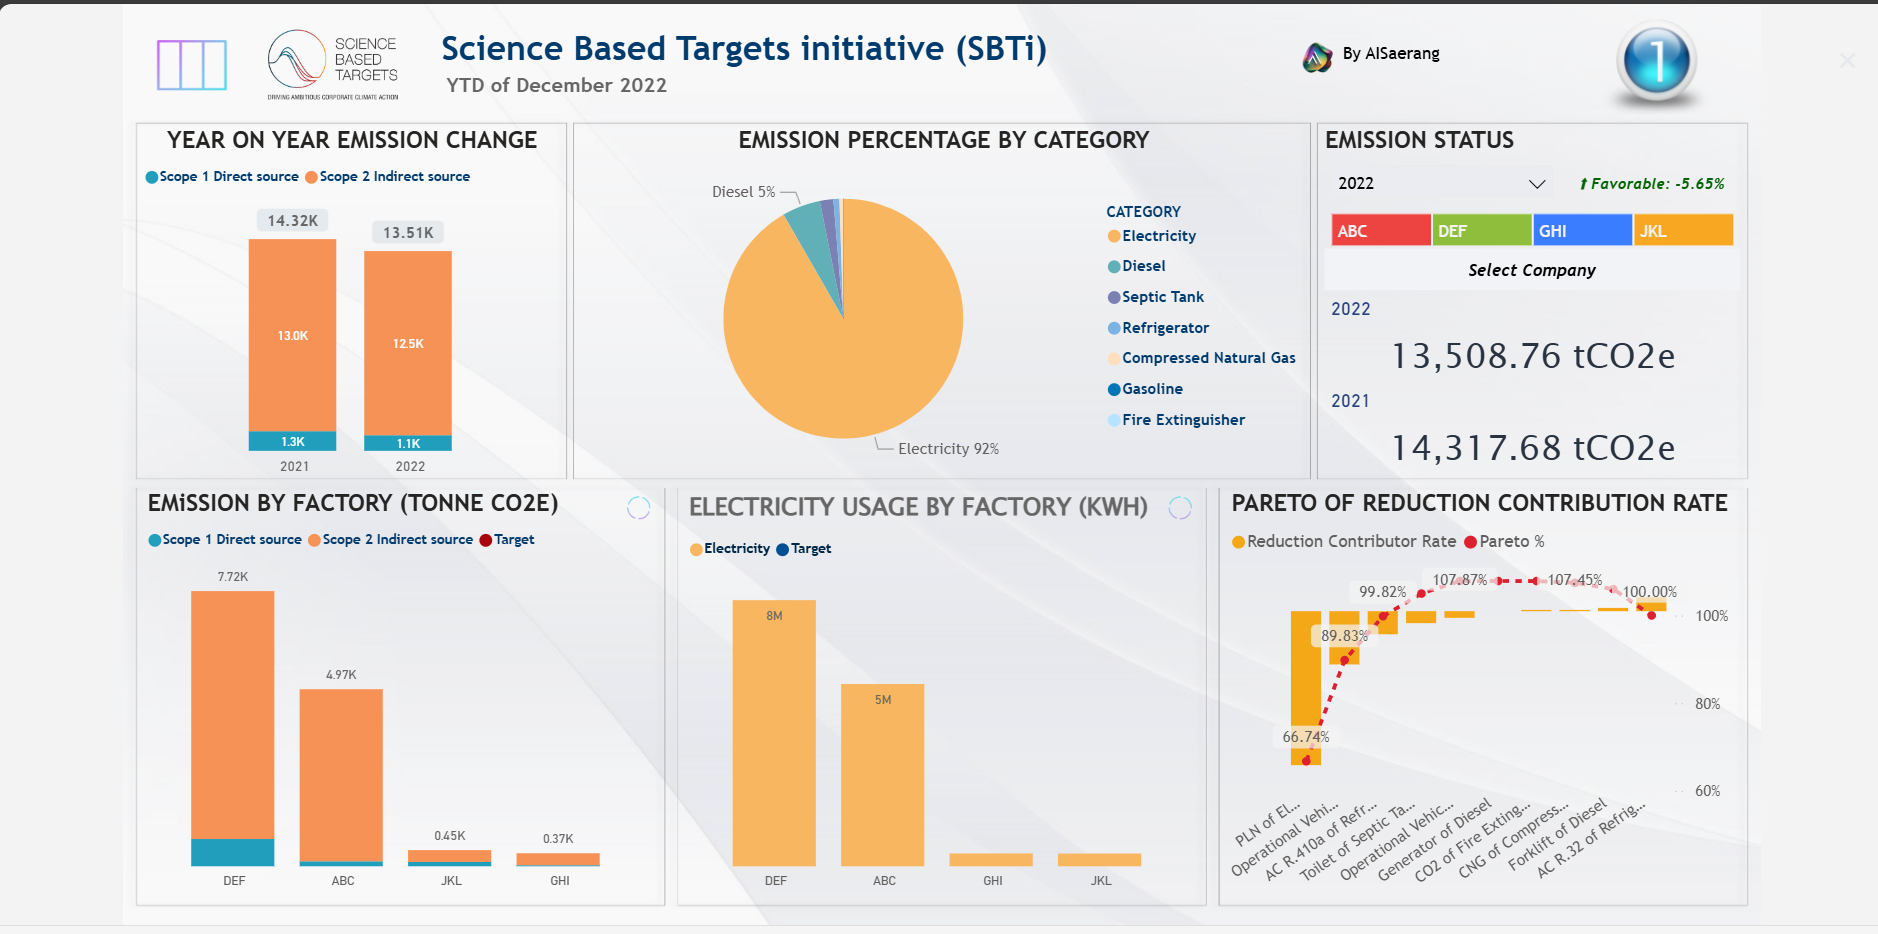 SCIENCE
BASED
TARGETS
DRIVING AMBITIOUS CORPORATE CLIMATE ACTION
Science Based Targets initiative (SBTi)
YTD of December 2022
By AISaerang
1
YEAR ON YEAR EMISSION CHANGE
Scope 1 Direct source Scope 2 Indirect source
14.32K
13.51K
13.0K
12.5K
1.3K
1.1K
2021 2022
EMISSION PERCENTAGE BY CATEGORY
Diesel 5%
Electricity 92%
CATEGORY
Electricity
Diesel
Septic Tank
Refrigerator
Compressed Natural Gas
Gasoline
Fire Extinguisher
EMISSION STATUS
2022
⬆ Favorable: -5.65%
ABC DEF GHI JKL
Select Company
2022
13,508.76 tCO2e
2021
14,317.68 tCO2e
EMiSSION BY FACTORY (TONNE CO2E)
Scope 1 Direct source Scope 2 Indirect source Target
7.72K
4.97K
0.45K
0.37K
DEF ABC JKL GHI
ELECTRICITY USAGE BY FACTORY (KWH)
Electricity Target
8M
5M
DEF ABC GHI JKL
PARETO OF REDUCTION CONTRIBUTION RATE
Reduction Contributor Rate Pareto %
66.74%
89.83%
99.82%
107.87%
107.45%
100.00%
100%
80%
60%
PLN of El...
Operational Vehi...
AC R.410a of Refr...
Toilet of Septic Ta...
Operational Vehic...
Generator of Diesel
CO2 of Fire Exting...
CNG of Compress...
Forklift of Diesel
AC R.32 of Refrig...